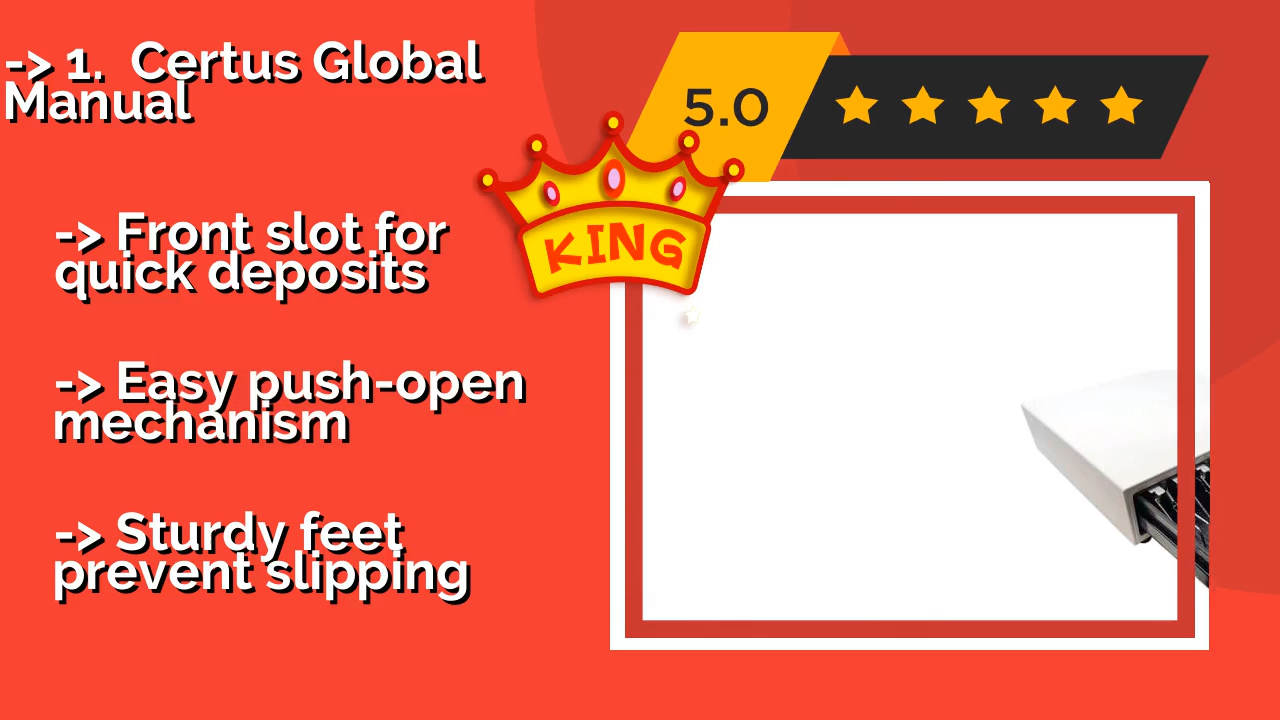 -> 1.  Certus Global
Manual
5.0
KING
-> Front slot for
quick deposits
-> Easy push-open
mechanism
-> Sturdy feet
prevent slipping